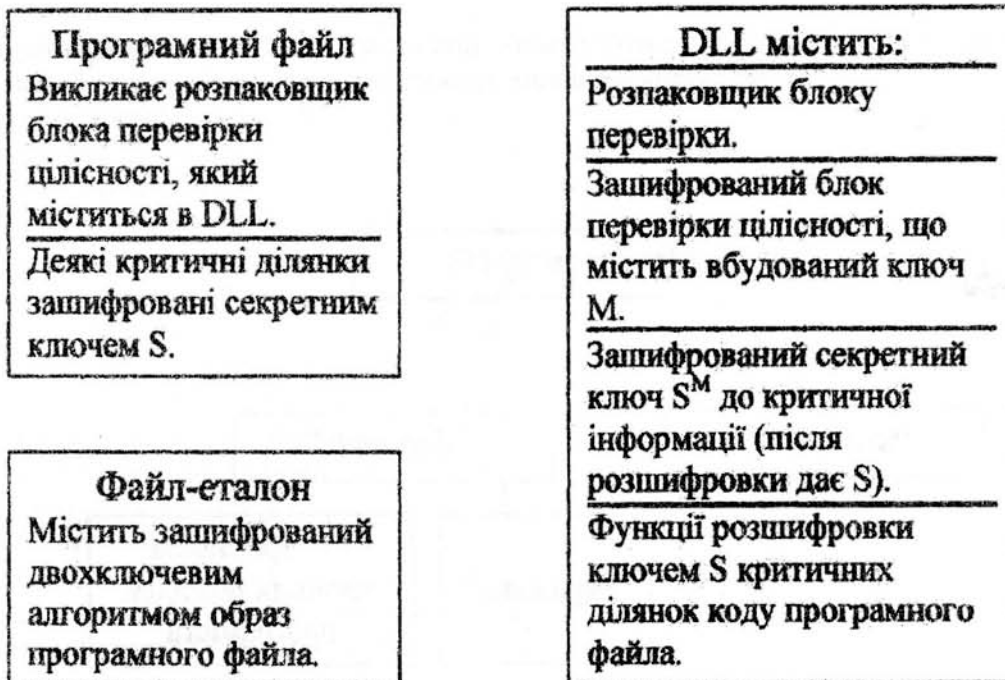 Програмний файл
Викликає розпаковщик
блока перевірки
цілісності, який
міститься в DLL.
Деякі критичні ділянки
зашифровані секретним
ключем S.
Файл-еталон
Містить зашифрований
двохключевим
алгоритмом образ
програмного файла.
DLL містить:
Розпаковщик блоку
перевірки.
Зашифрований блок
перевірки цілісності, що
містить вбудований ключ
М.
Зашифрований секретний
ключ S^M до критичної
інформації (після
розшифровки дає S).
Функції розшифровки
ключем S критичних
ділянок коду програмного
файла.